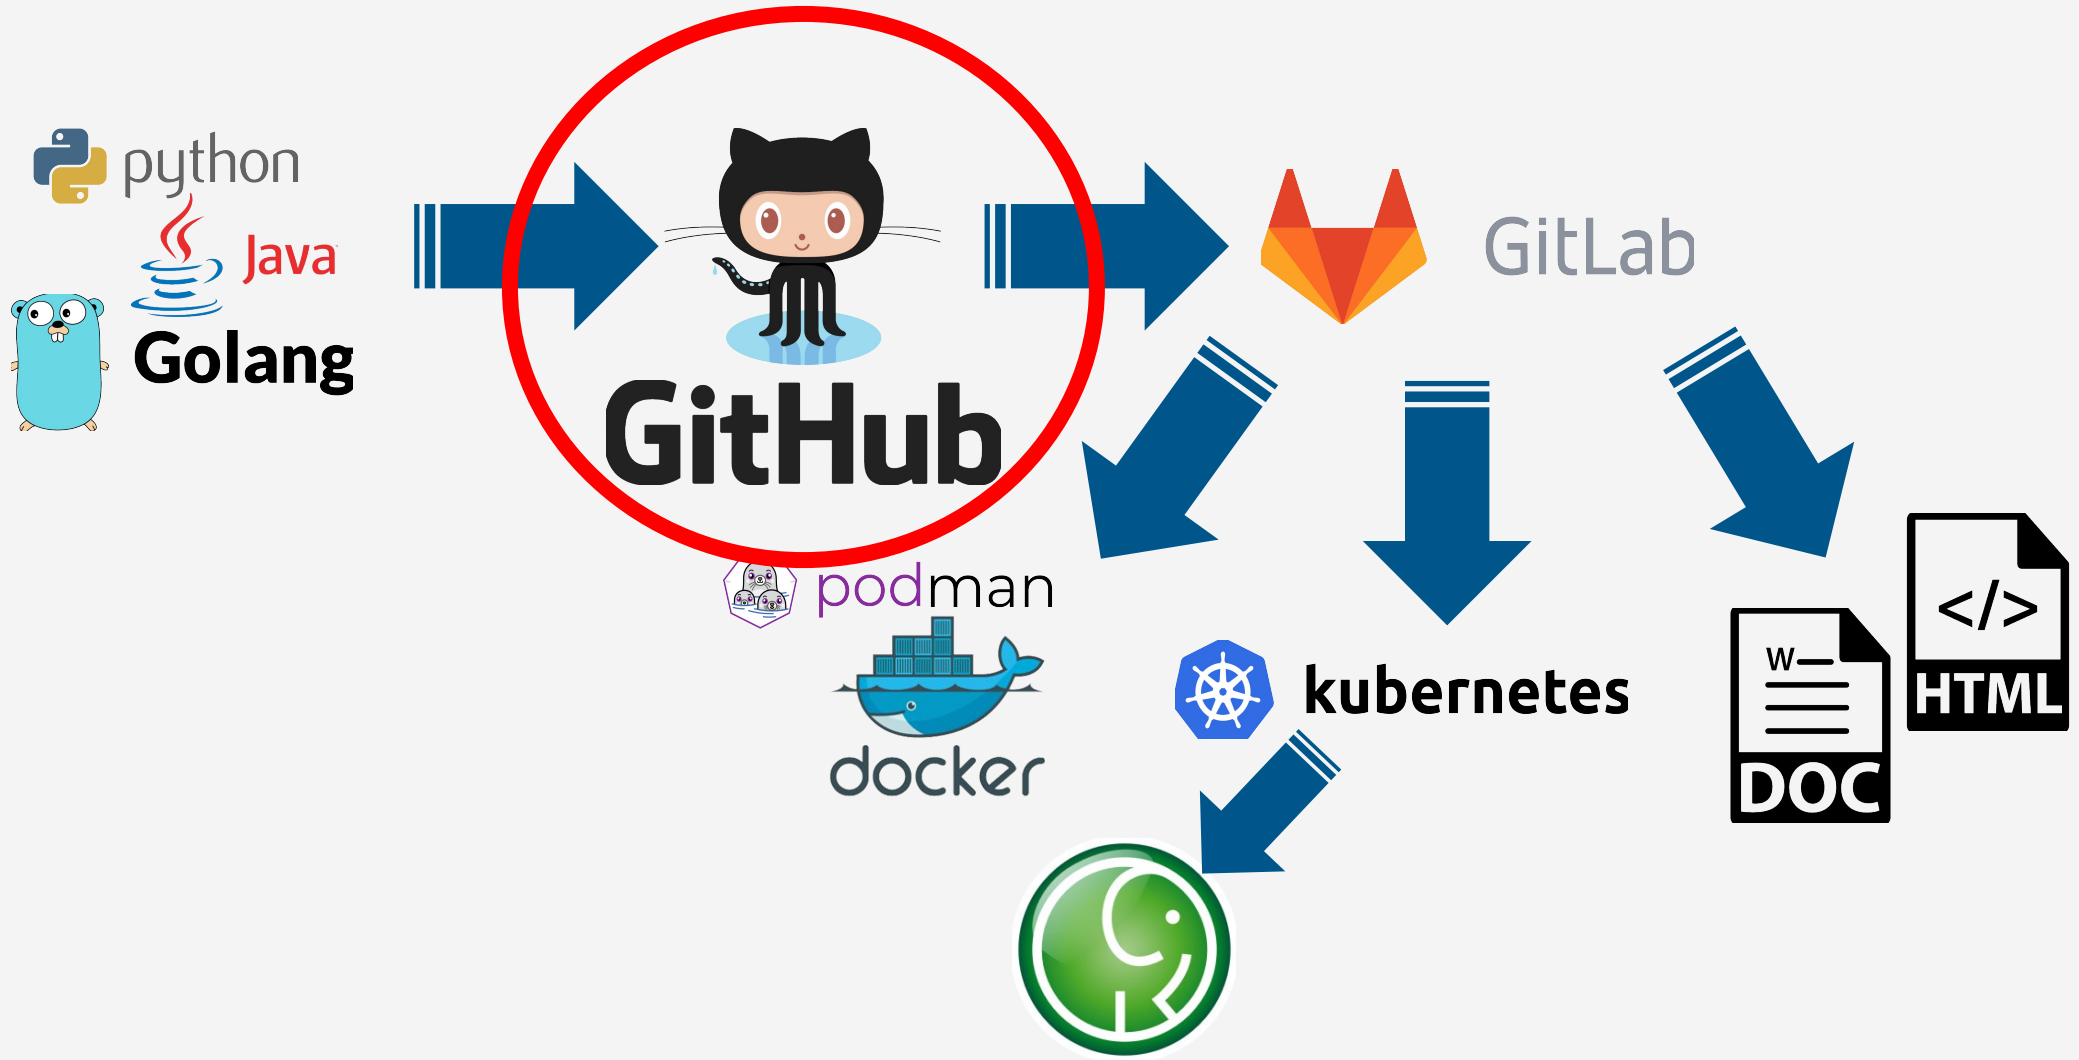 python
Java
Golang
GitHub
GitLab
podman
docker
kubernetes
W
DOC
</>
HTML